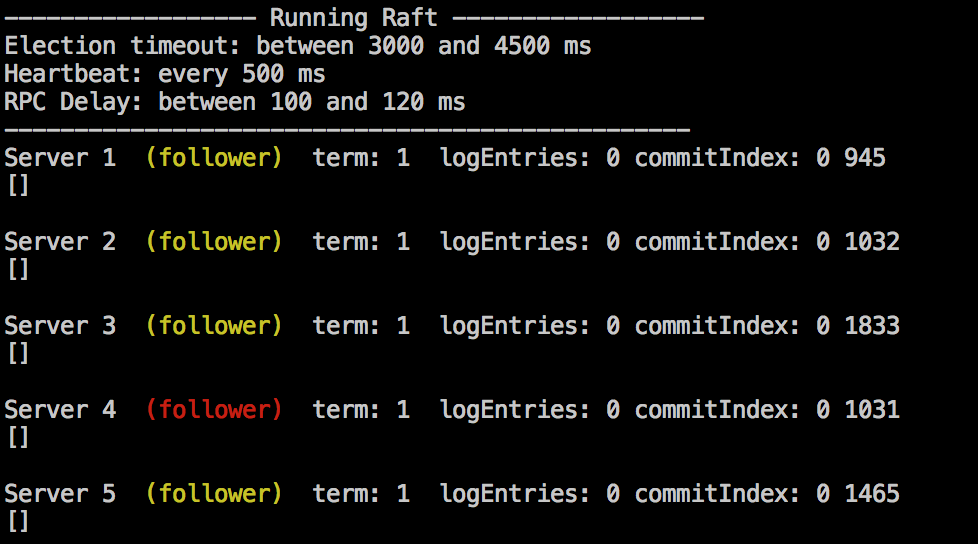 ------------------ Running Raft ------------------
Election timeout: between 3000 and 4500 ms
Heartbeat: every 500 ms
RPC Delay: between 100 and 120 ms
-------------------------------------------------
Server 1  (follower)  term: 1  logEntries: 0 commitIndex: 0 945
[]
Server 2  (follower)  term: 1  logEntries: 0 commitIndex: 0 1032
[]
Server 3  (follower)  term: 1  logEntries: 0 commitIndex: 0 1833
[]
Server 4  (follower)  term: 1  logEntries: 0 commitIndex: 0 1031
[]
Server 5  (follower)  term: 1  logEntries: 0 commitIndex: 0 1465
[]